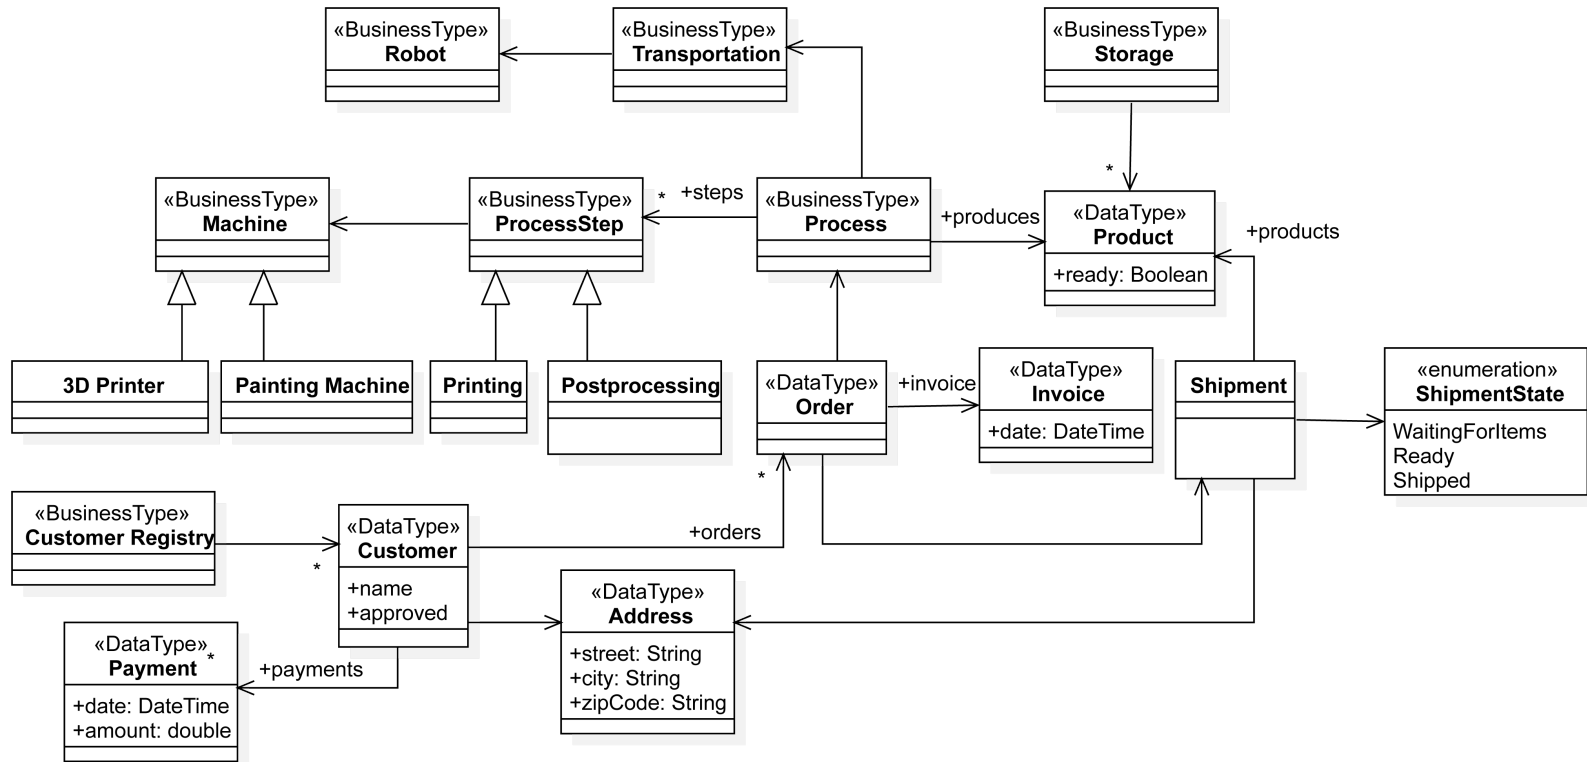 «BusinessType»
Robot
«BusinessType»
Transportation
«BusinessType»
Storage
«BusinessType»
Machine
«BusinessType»
ProcessStep
*
+steps
«BusinessType»
Process
+produces
*
«DataType»
Product
+ready: Boolean
+products
3D Printer
Painting Machine
Printing
Postprocessing
«DataType»
Order
+invoice
«DataType»
Invoice
+date: DateTime
Shipment
«enumeration»
ShipmentState
WaitingForItems
Ready
Shipped
«BusinessType»
Customer Registry
*
«DataType»
Customer
+name
+approved
+orders
*
«DataType»
Address
+street: String
+city: String
+zipCode: String
«DataType»
Payment
*
+date: DateTime
+amount: double
+payments